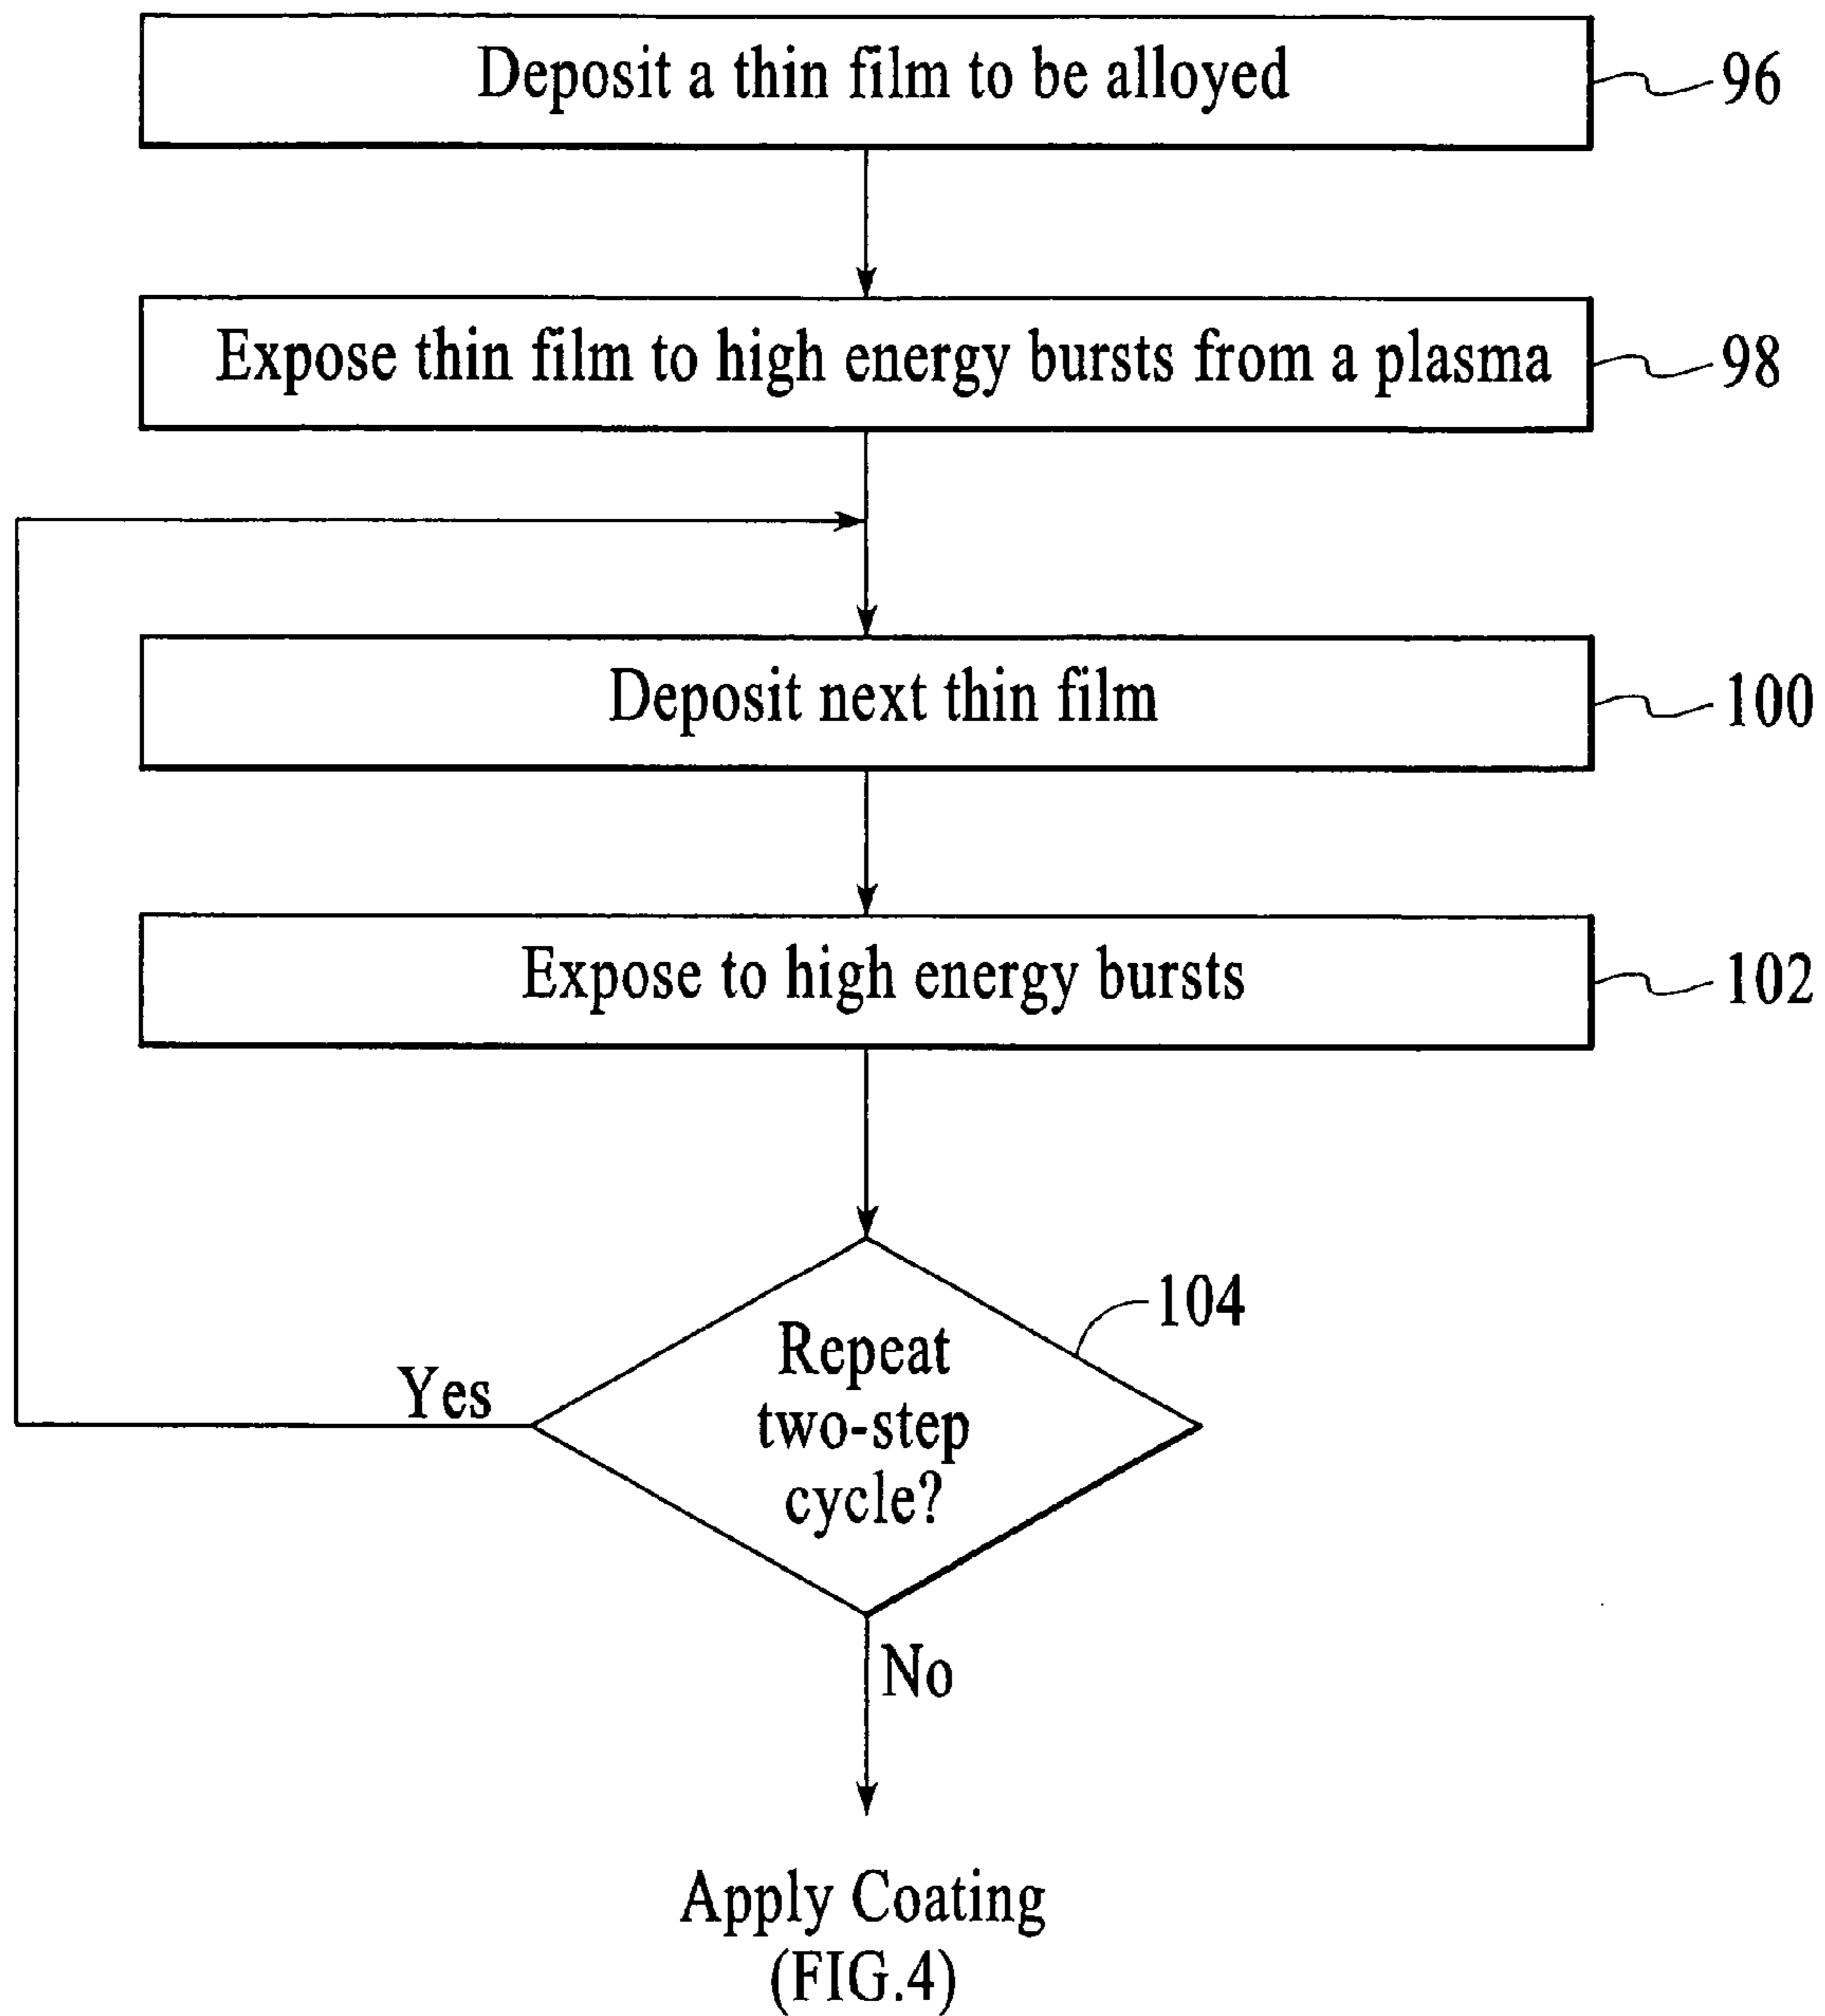 Deposit a thin film to be alloyed
96
Expose thin film to high energy bursts from a plasma
98
Deposit next thin film
100
Expose to high energy bursts
102
104
Repeat
two-step
cycle?
Yes
No
Apply Coating
(FIG.4)